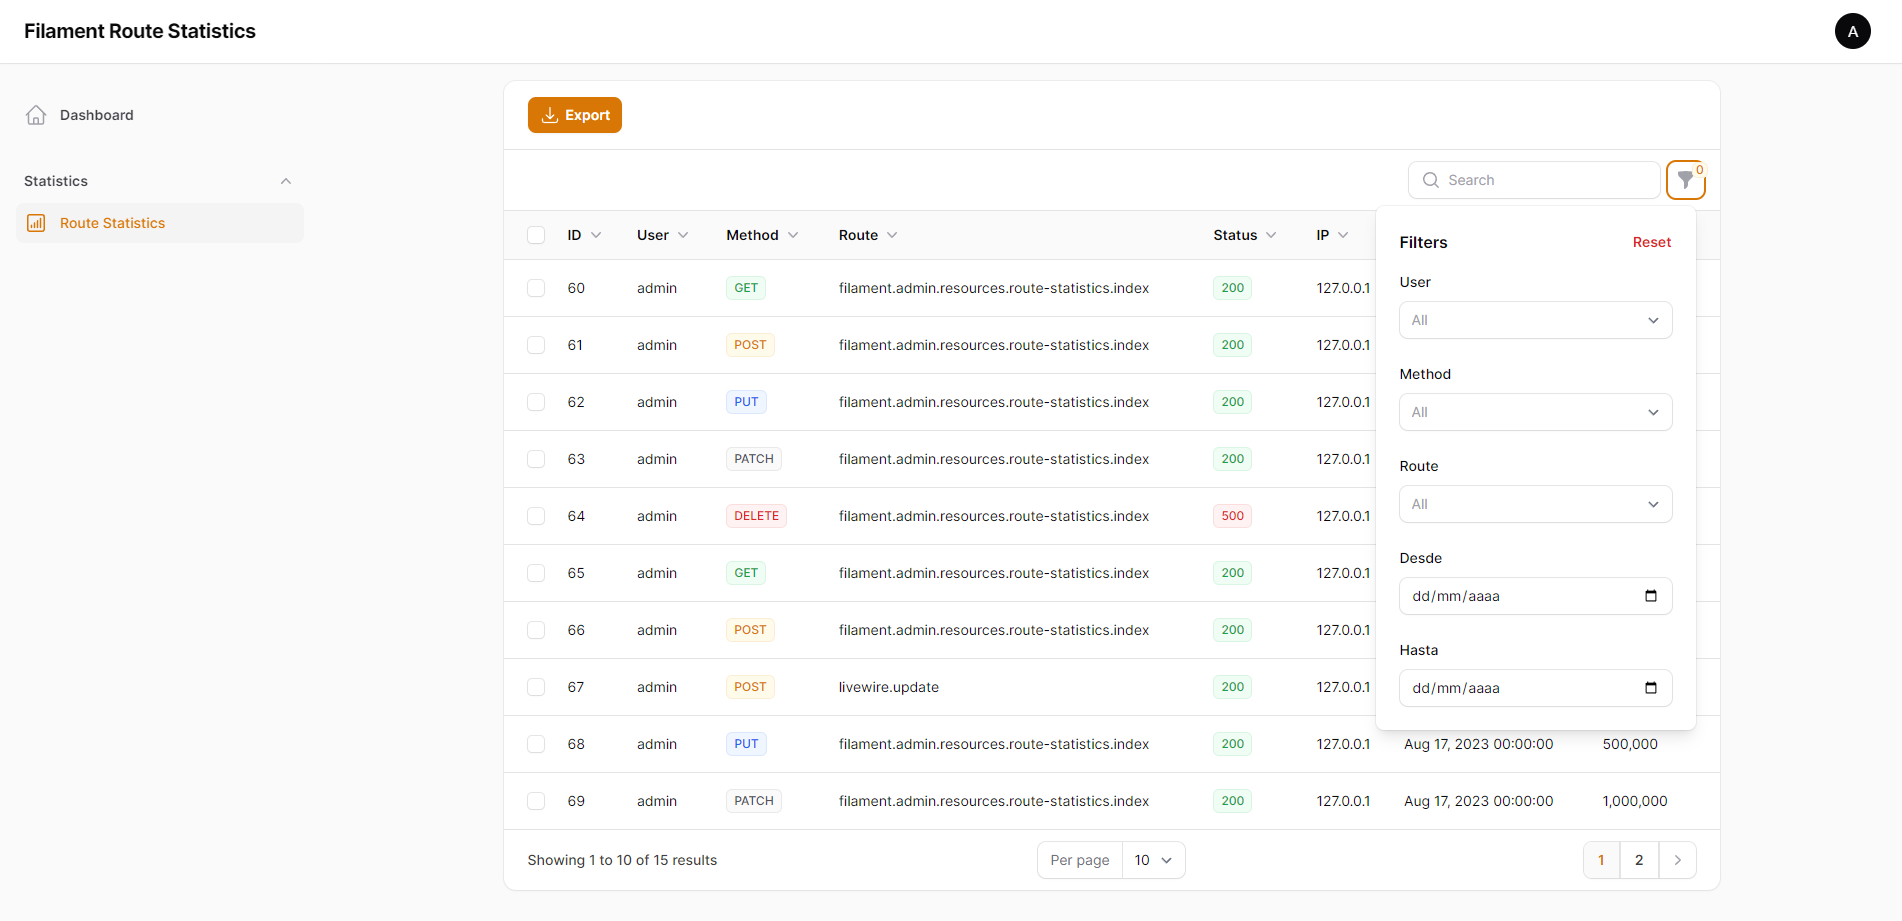 Filament Route Statistics
A
Dashboard
Statistics
Route Statistics
Export
Search
0
ID User Method Route Status IP
60 admin GET filament.admin.resources.route-statistics.index 200 127.0.0.1
61 admin POST filament.admin.resources.route-statistics.index 200 127.0.0.1
62 admin PUT filament.admin.resources.route-statistics.index 200 127.0.0.1
63 admin PATCH filament.admin.resources.route-statistics.index 200 127.0.0.1
64 admin DELETE filament.admin.resources.route-statistics.index 500 127.0.0.1
65 admin GET filament.admin.resources.route-statistics.index 200 127.0.0.1
66 admin POST filament.admin.resources.route-statistics.index 200 127.0.0.1
67 admin POST livewire.update 200 127.0.0.1
68 admin PUT filament.admin.resources.route-statistics.index 200 127.0.0.1 Aug 17, 2023 00:00:00 500,000
69 admin PATCH filament.admin.resources.route-statistics.index 200 127.0.0.1 Aug 17, 2023 00:00:00 1,000,000
Filters Reset
User
All
Method
All
Route
All
Desde
dd/mm/aaaa
Hasta
dd/mm/aaaa
Showing 1 to 10 of 15 results
Per page 10
1 2